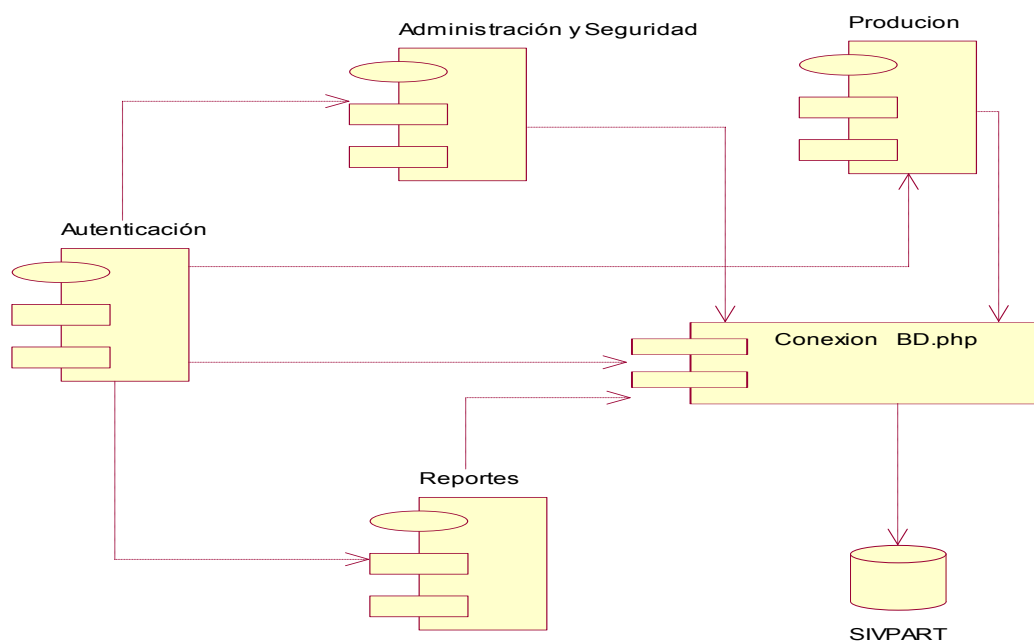 Administración y Seguridad
Producion
Autenticación
Conexion BD.php
Reportes
SIVPART